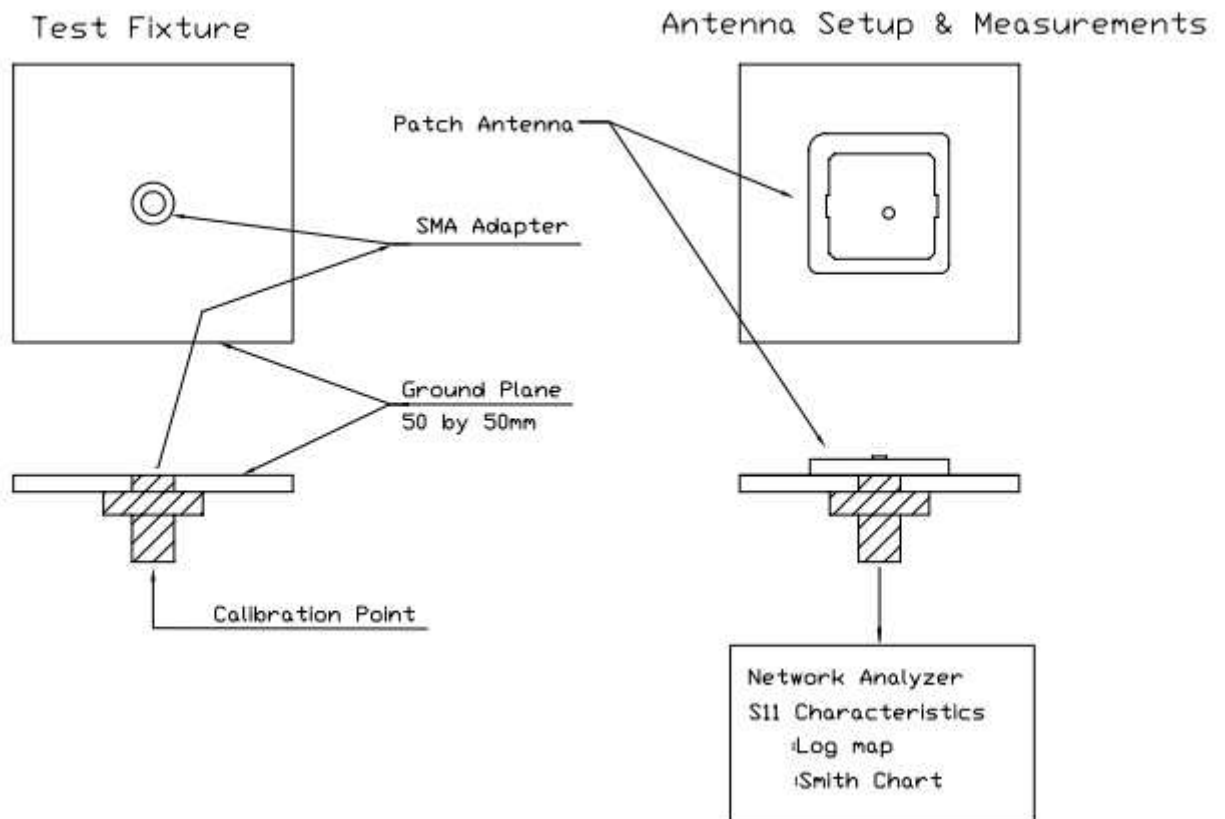 Test Fixture
Antenna Setup & Measurements
Patch Antenna
SMA Adapter
Ground Plane
50 by 50mm
Calibration Point
Network Analyzer
S11 Characteristics
:Log map
:Smith Chart